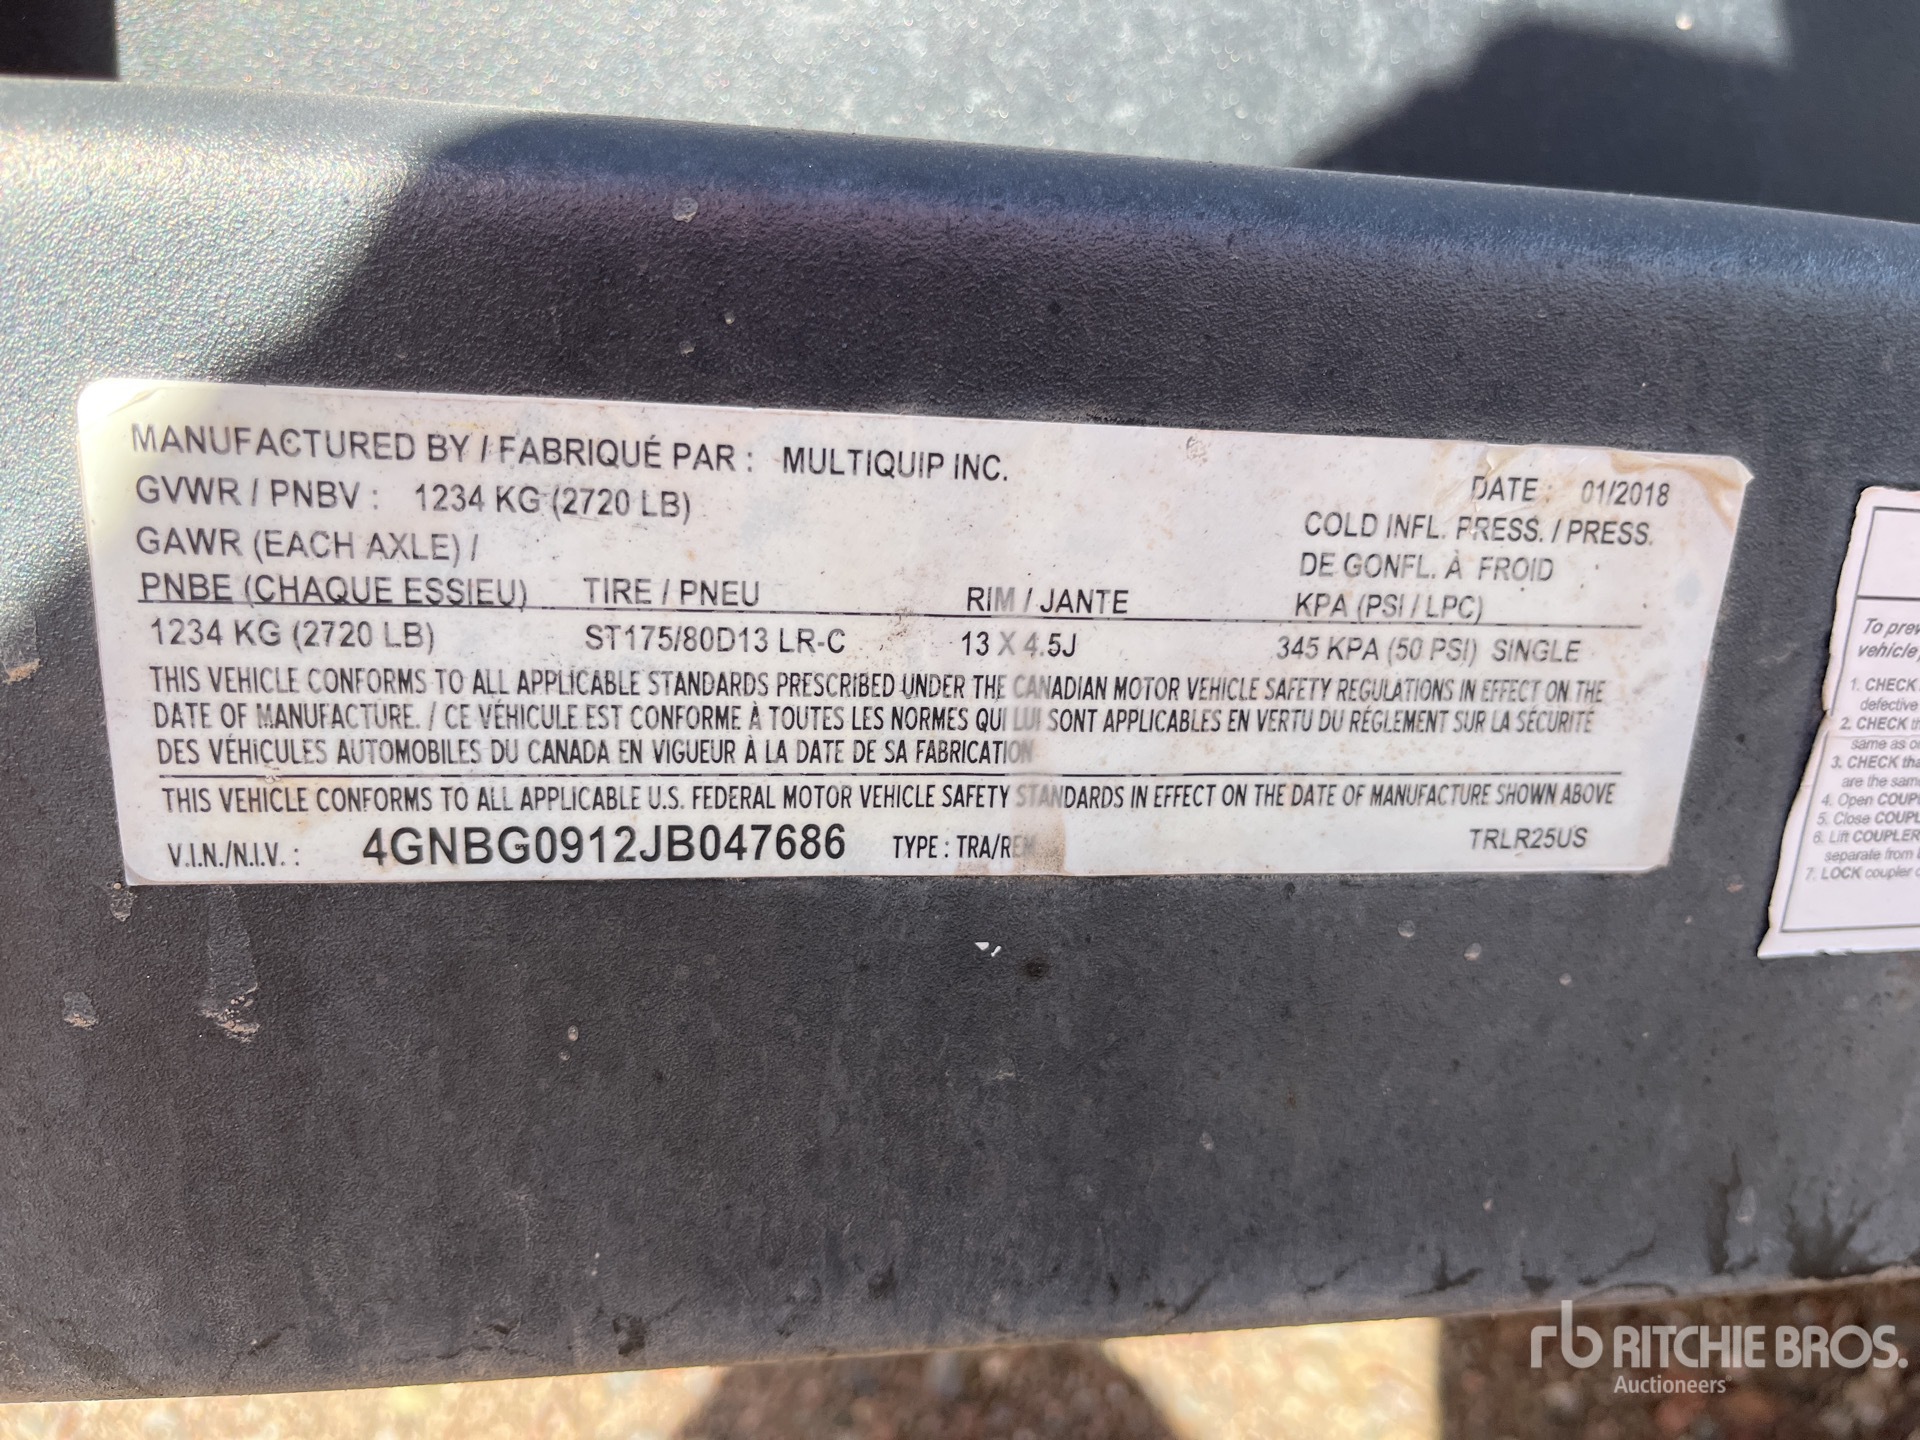 MANUFACTURED BY / FABRIQUÉ PAR : MULTIQUIP INC.
GVWR / PNBV : 1234 KG (2720 LB)
DATE : 01/2018
GAWR (EACH AXLE) /
PNBE (CHAQUE ESSIEU)
TIRE / PNEU
RIM / JANTE
COLD INFL. PRESS. / PRESS.
DE GONFL. À FROID
KPA (PSI / LPC)
1234 KG (2720 LB)
ST175/80D13 LR-C
13 X 4.5J
345 KPA (50 PSI) SINGLE
THIS VEHICLE CONFORMS TO ALL APPLICABLE STANDARDS PRESCRIBED UNDER THE CANADIAN MOTOR VEHICLE SAFETY REGULATIONS IN EFFECT ON THE
DATE OF MANUFACTURE. / CE VÉHICULE EST CONFORME À TOUTES LES NORMES QUI LUI SONT APPLICABLES EN VERTU DU RÉGLEMENT SUR LA SÉCURITÉ
DES VÉHICULES AUTOMOBILES DU CANADA EN VIGUEUR À LA DATE DE SA FABRICATION
THIS VEHICLE CONFORMS TO ALL APPLICABLE U.S. FEDERAL MOTOR VEHICLE SAFETY STANDARDS IN EFFECT ON THE DATE OF MANUFACTURE SHOWN ABOVE
V.I.N./N.I.V. : 4GNBG0912JB047686 TYPE : TRA/REM TRLR25US
To prev
vehicle,
1. CHECK
defective
2. CHECK
same as
3. CHECK tha
are the sam
4. Open COUP
5. Close COUPL
6. Lift COUPLER
separate from
7. LOCK coupler
rb RITCHIE BROS.
Auctioneers